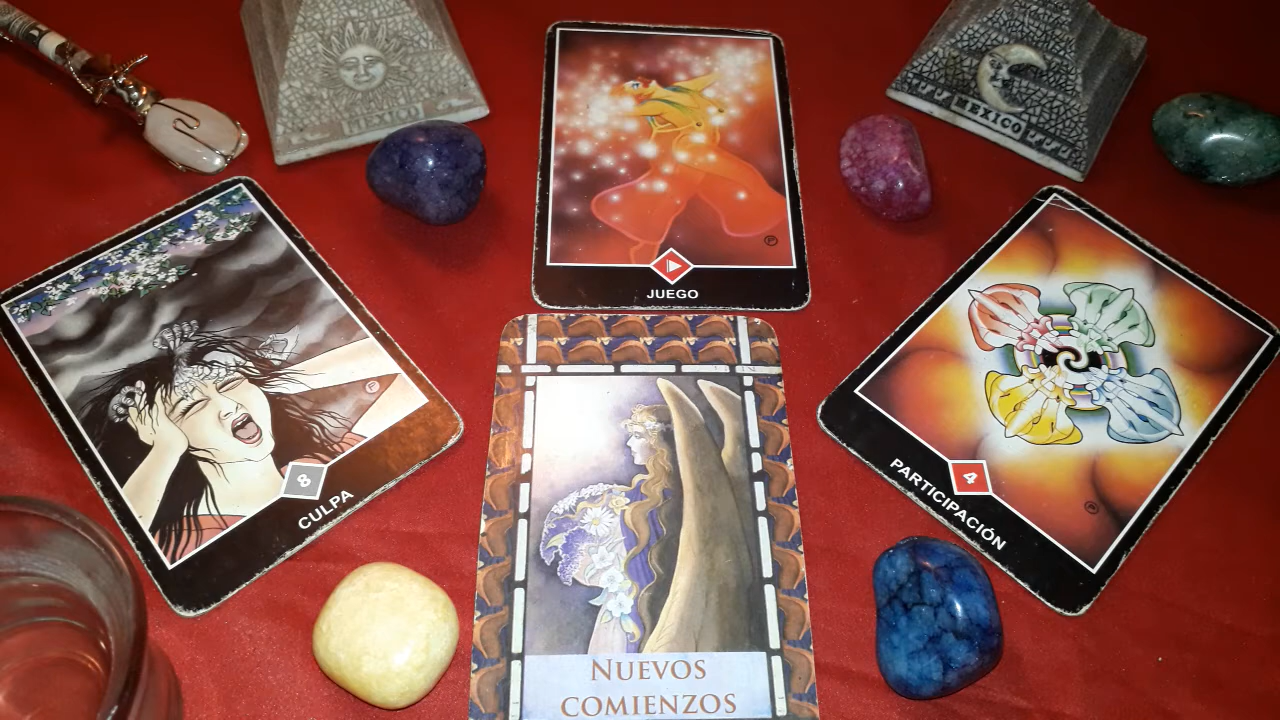 MEXICO
MEXICO
JUEGO
8
CULPA
4
PARTICIPACIÓN
NUEVOS
COMIENZOS